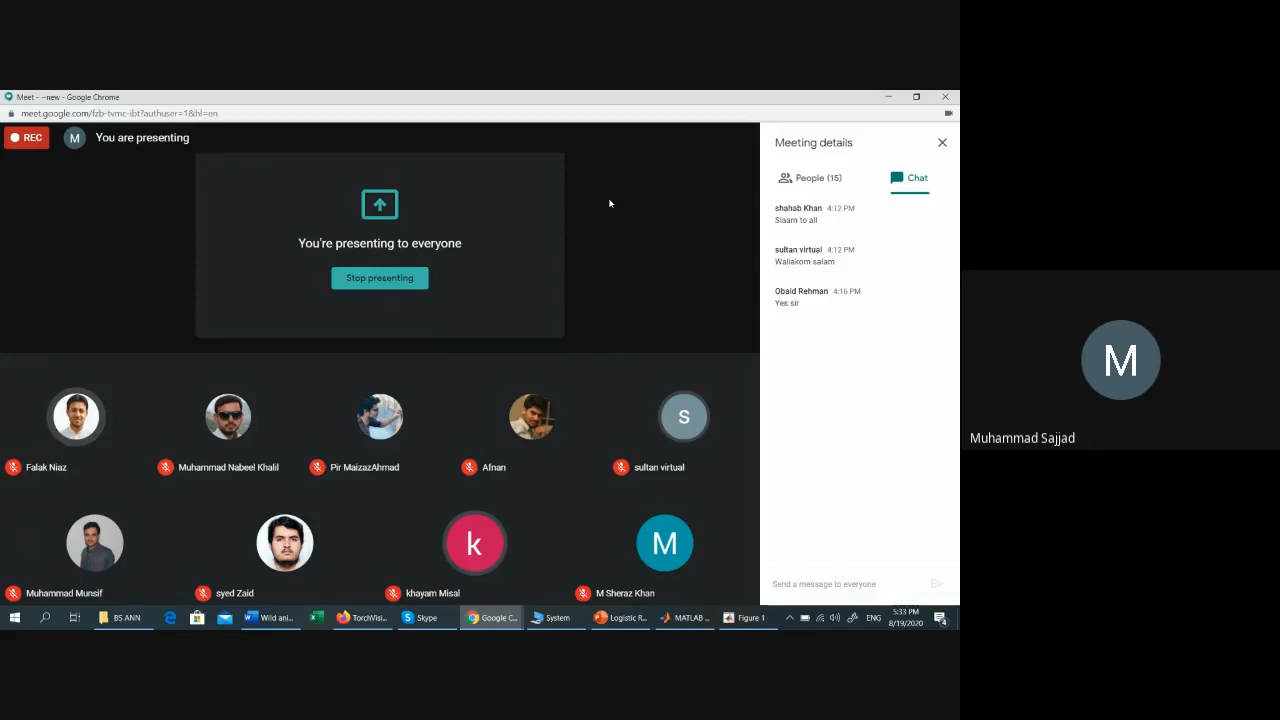 Meet - ~new - Google Chrome
meet.google.com/fzb-tvmc-ibt?authuser=1&hl=en
REC
M
You are presenting
You're presenting to everyone
Stop presenting
Meeting details
People (15)
Chat
shahab Khan 4:12 PM
Slaam to all
sultan virtual 4:12 PM
Waliakom salam
Obaid Rehman 4:16 PM
Yes sir
Send a message to everyone
s
Falak Niaz
Muhammad Nabeel Khalil
Pir MaizazAhmad
Afnan
sultan virtual
k
M
Muhammad Munsif
syed Zaid
khayam Misal
M Sheraz Khan
BS ANN
Wild ani...
TorchVisi...
Skype
Google C...
System
Logistic R...
MATLAB ...
Figure 1
ENG
5:33 PM
8/19/2020
4
M
Muhammad Sajjad